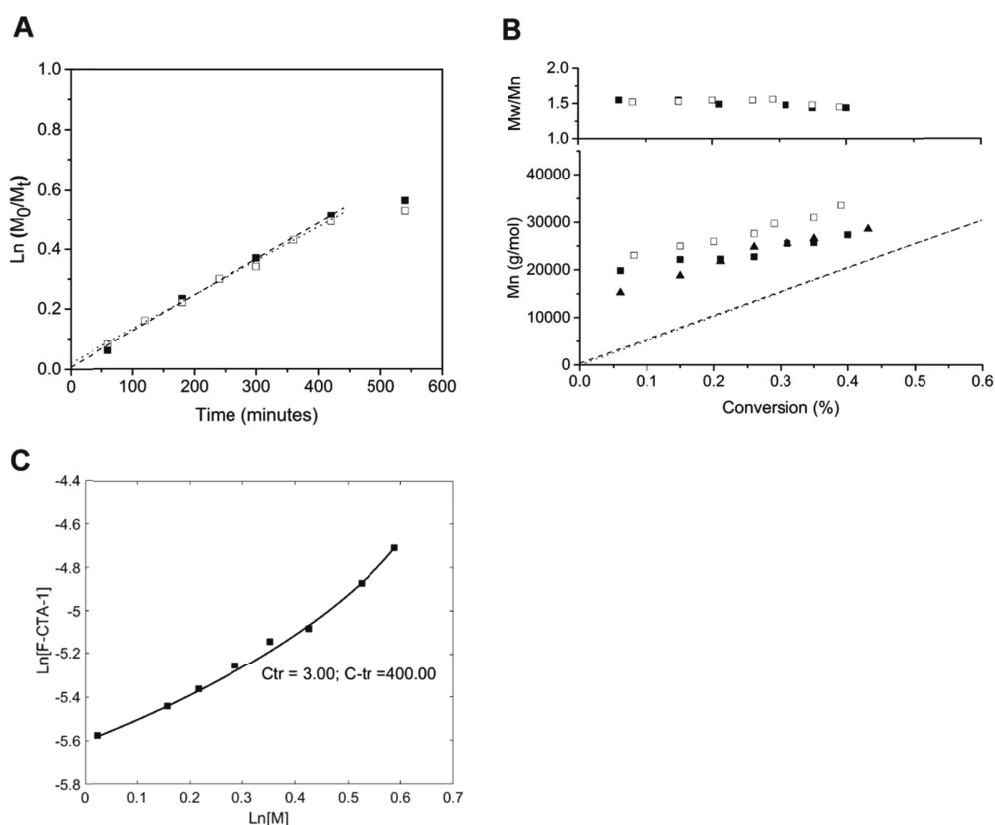 A
1.0
0.8
0.6
0.4
0.2
0.0
Ln (M0/Mt)
0 100 200 300 400 500 600
Time (minutes)
B
2.0
1.5
1.0
Mw/Mn
40000
30000
20000
10000
0
Mn (g/mol)
0.0 0.1 0.2 0.3 0.4 0.5 0.6
Conversion (%)
C
-4.4
-4.6
-4.8
-5
-5.2
-5.4
-5.6
-5.8
Ln[F-CTA-1]
Ctr = 3.00; C-tr =400.00
0 0.1 0.2 0.3 0.4 0.5 0.6 0.7
Ln[M]